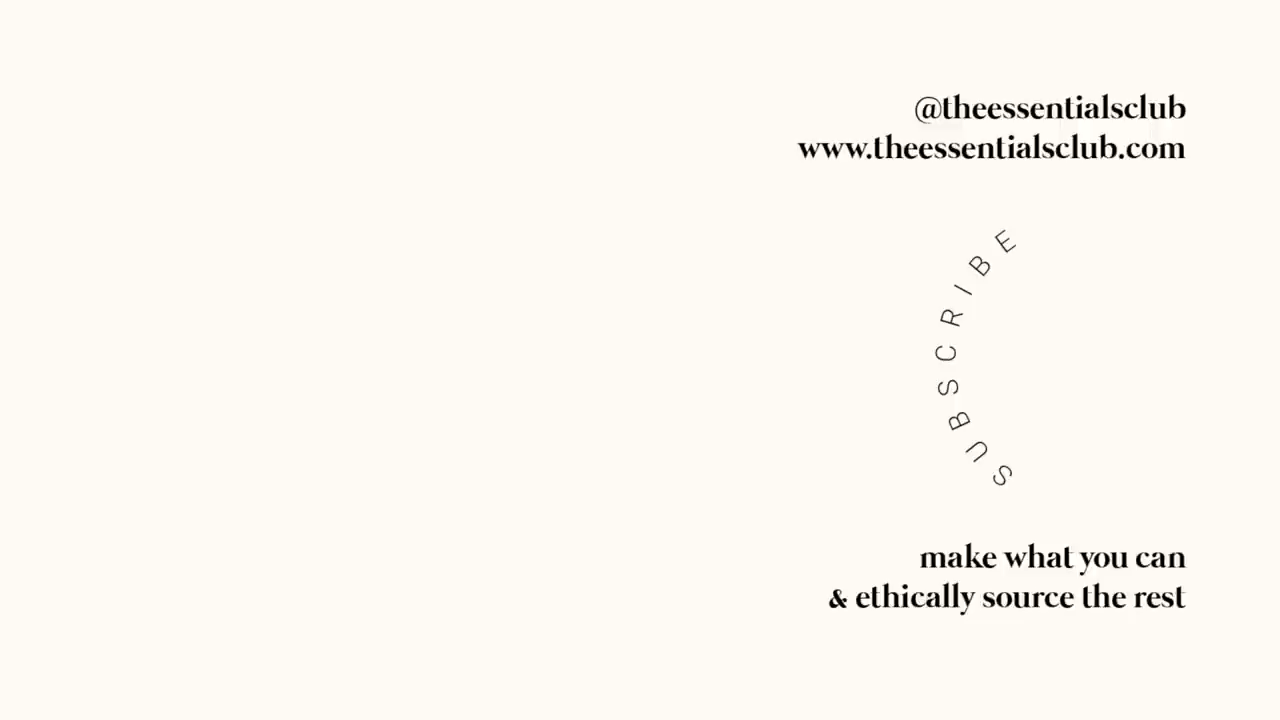 @theessentialsclub
www.theessentialsclub.com
SUBSCRIBE
make what you can
& ethically source the rest